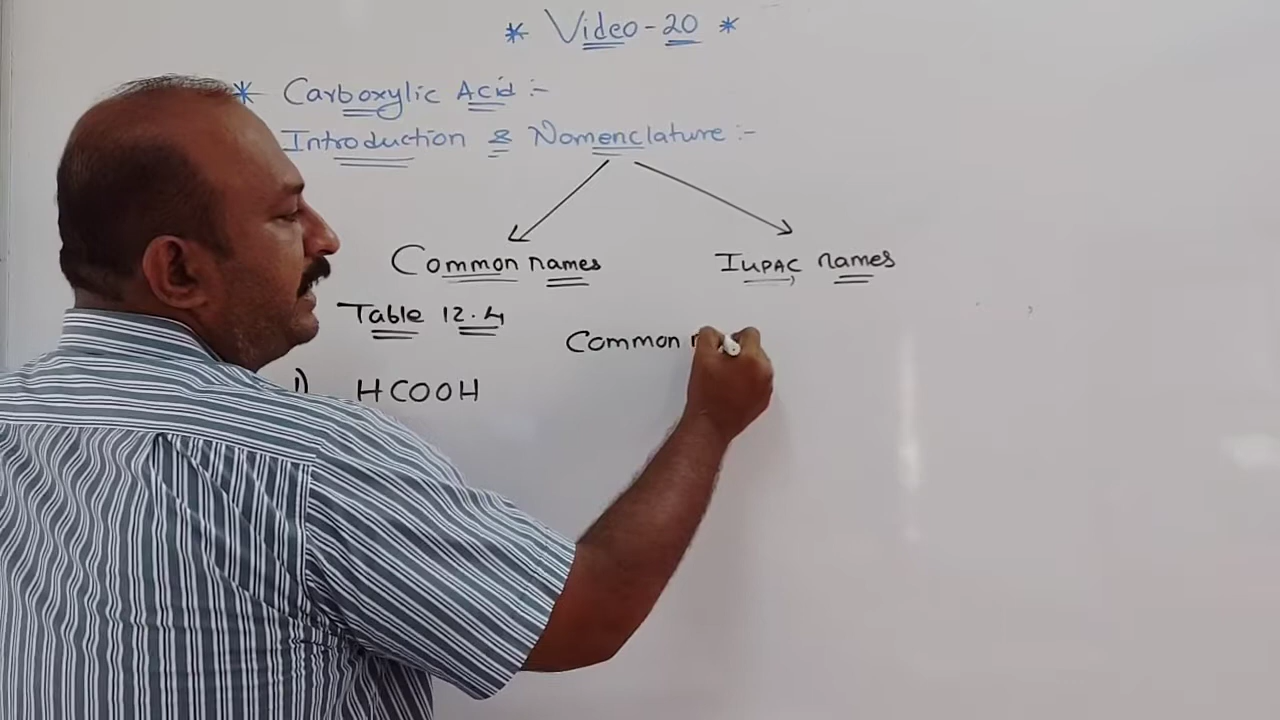 * Video-20 *
* Carboxylic Acid :-
Introduction & Nomenclature :-
Common names IUPAC names
Table 12.4
Common
1) HCOOH